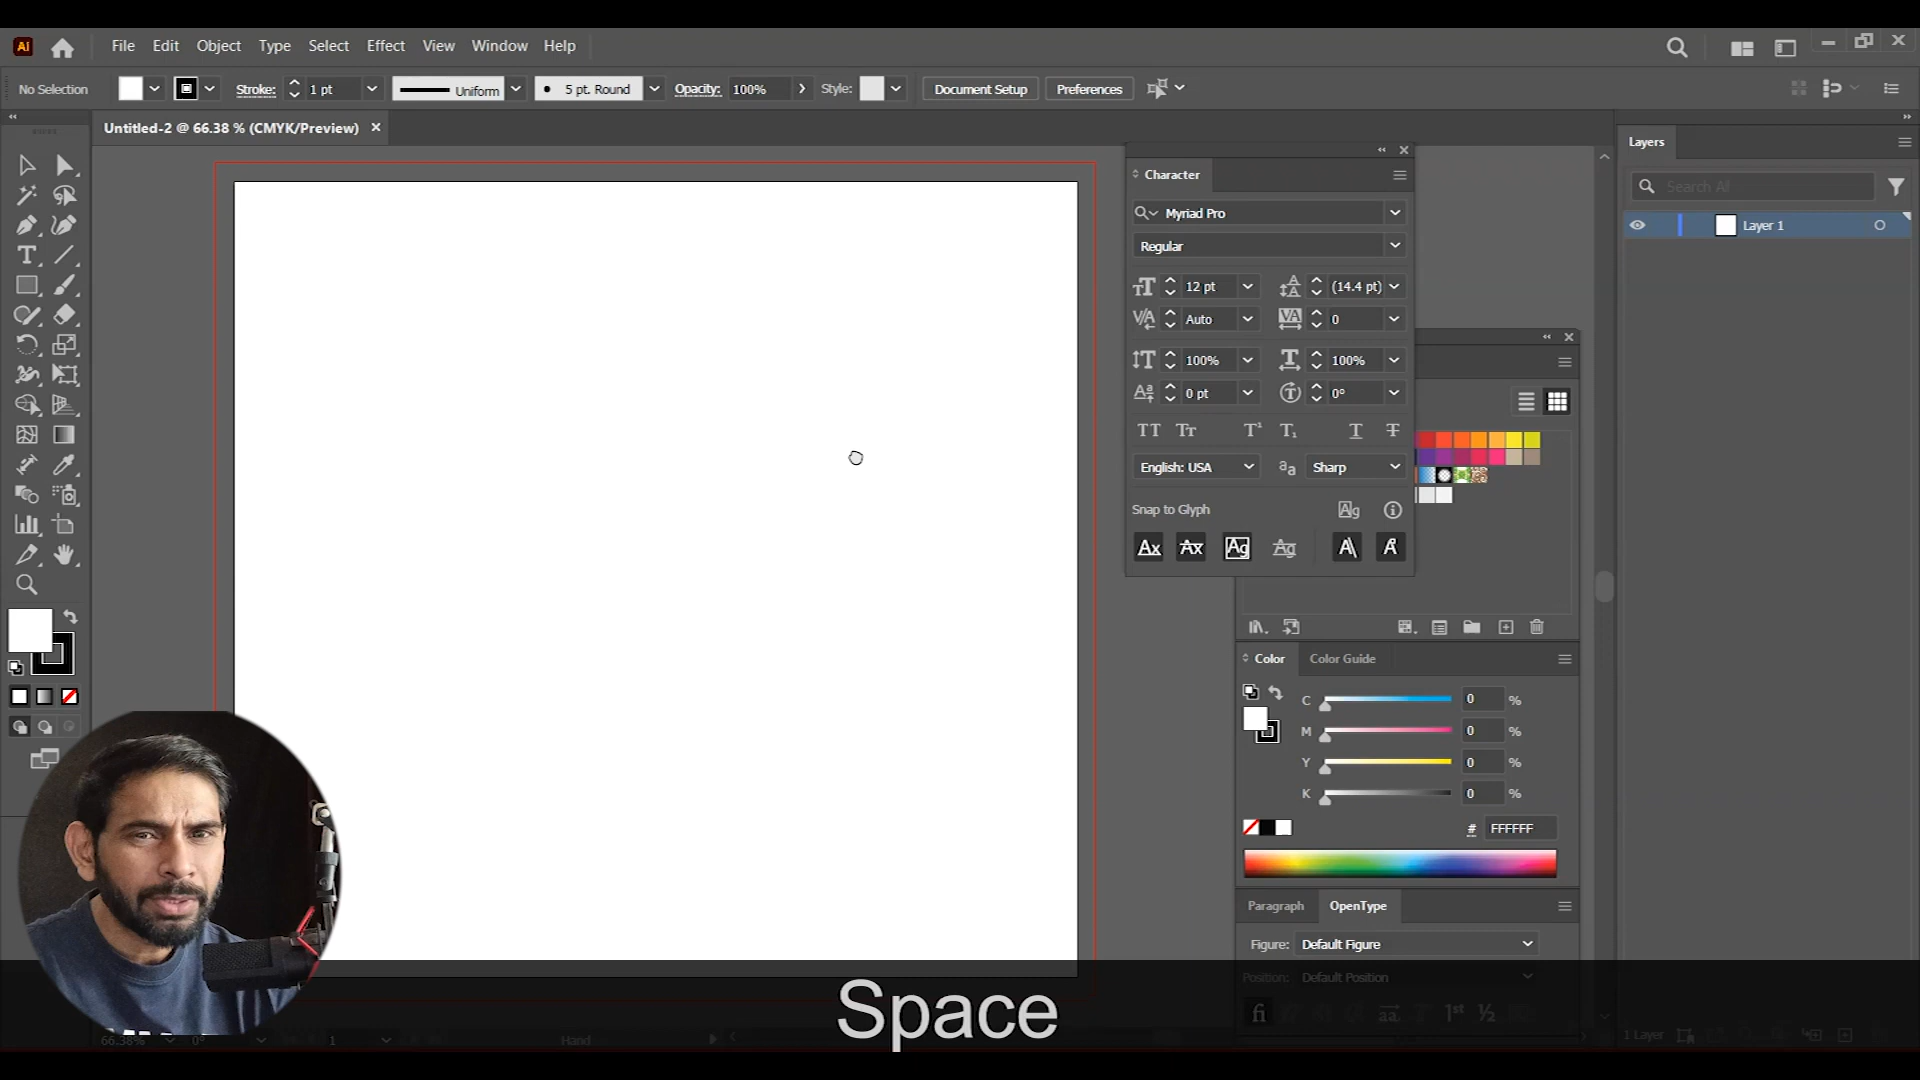 Ai
File Edit Object Type Select Effect View Window Help
No Selection Stroke: 1 pt Uniform 5 pt. Round Opacity: 100% Style: Document Setup Preferences
Untitled-2 @ 66.38 % (CMYK/Preview)
Layers
Search All
Layer 1
Character
Myriad Pro
Regular
12 pt (14.4 pt)
Auto 0
100% 100%
0 pt 0°
English: USA Sharp
Snap to Glyph
Color Color Guide
C 0 %
M 0 %
Y 0 %
K 0 %
# FFFFFF
Paragraph OpenType
Figure: Default Figure
Position: Default Position
Space
66.38% 0° 1 Hand
1 Layer